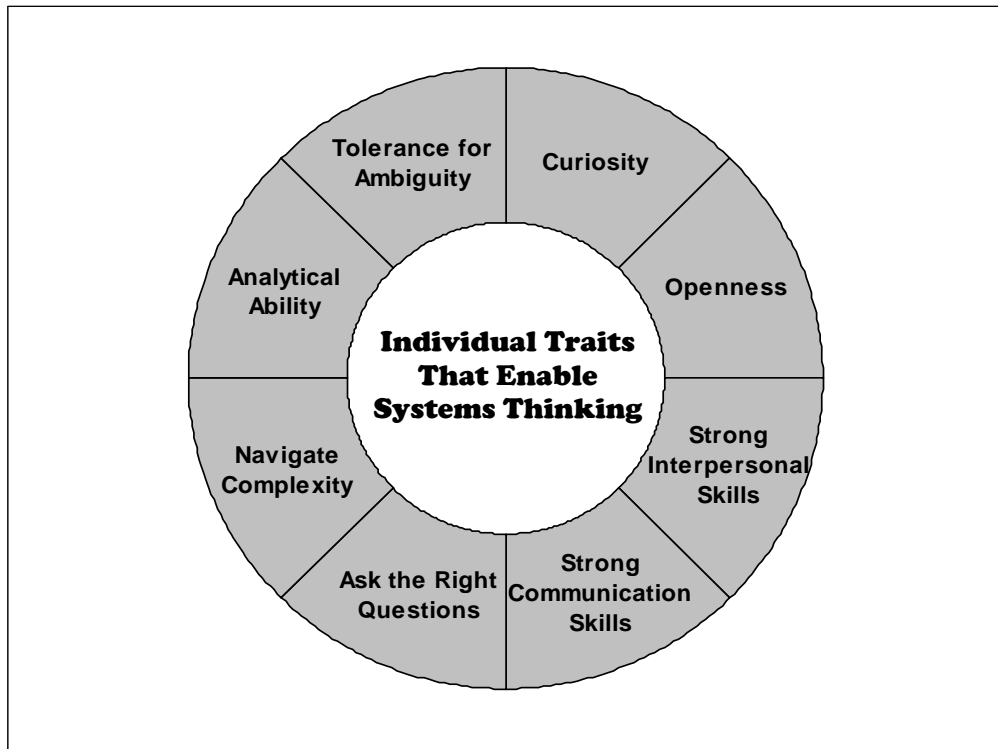 Tolerance for
Ambiguity
Curiosity
Openness
Strong
Interpersonal
Skills
Strong
Communication
Skills
Ask the Right
Questions
Navigate
Complexity
Analytical
Ability
Individual Traits
That Enable
Systems Thinking